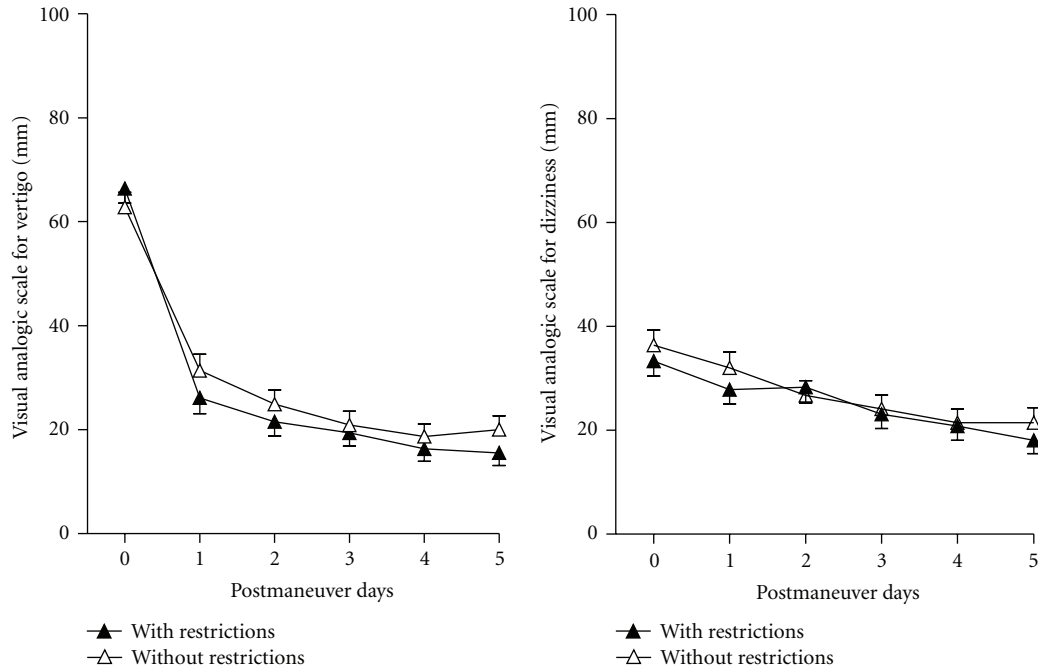 100
80
60
40
20
0
Visual analogic scale for vertigo (mm)
0 1 2 3 4 5
Postmaneuver days
With restrictions
Without restrictions
100
80
60
40
20
0
Visual analogic scale for dizziness (mm)
0 1 2 3 4 5
Postmaneuver days
With restrictions
Without restrictions